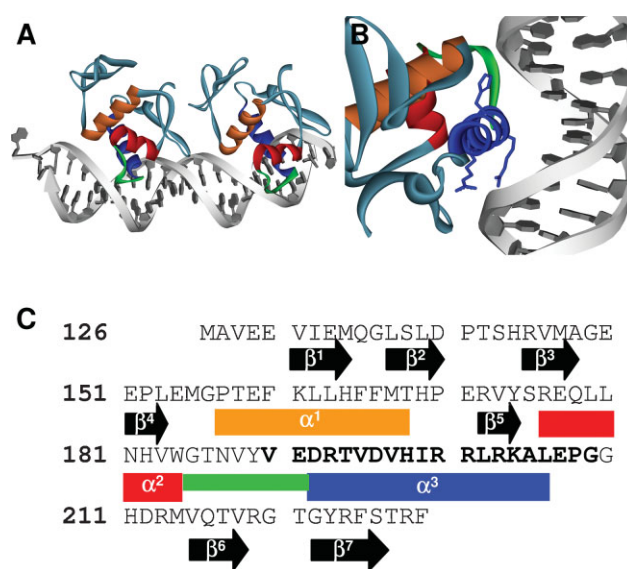 A
B
C
126 MAVEE VIEMQGLSLD PTSHRVMAGE
β1 β2 β3
151 EPLEMGPTEF KLLHFFMTHP ERVYSREQLL
β4 α1 β5
181 NHVWGTNVYV EDRTVDVHIR RLRKALEPGG
α2 α3
211 HDRMVQTVRG TGYRFSTRF
β6 β7